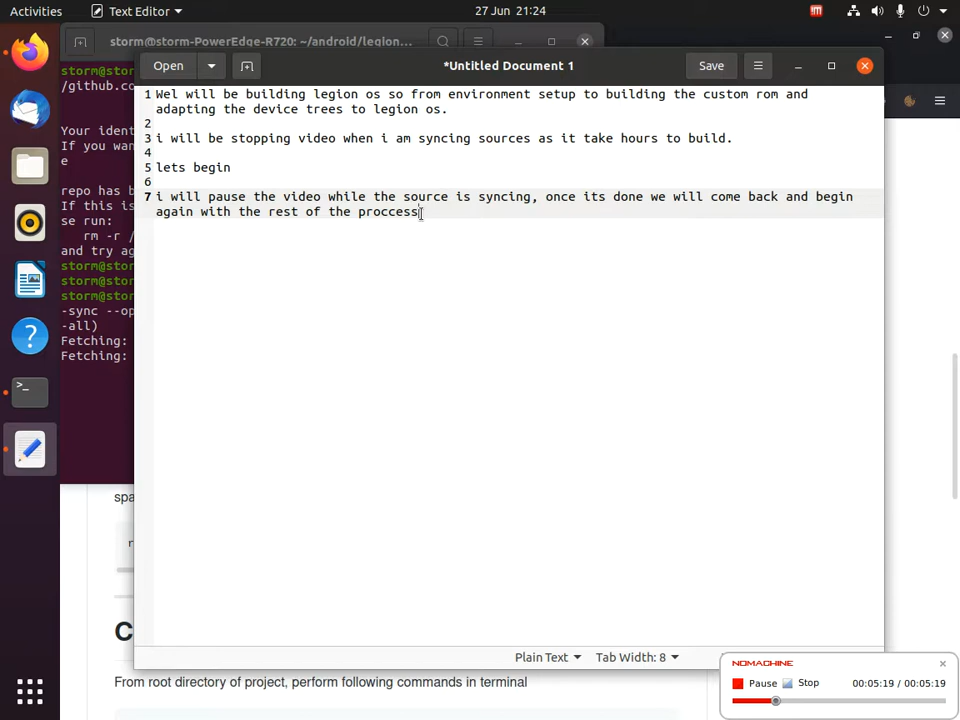 Activities
Text Editor
27 Jun 21:24
storm@storm-PowerEdge-R720: ~/android/legion...
Open
*Untitled Document 1
Save
storm@stor
/github.co
Your ident
If you wan
e
repo has b
If this is
se run:
rm -r /
and try ag
storm@stor
storm@stor
storm@stor
-sync --op
-all)
Fetching:
Fetching:
1 Wel will be building legion os so from environment setup to building the custom rom and
adapting the device trees to legion os.
2
3 i will be stopping video when i am syncing sources as it take hours to build.
4
5 lets begin
6
7 i will pause the video while the source is syncing, once its done we will come back and begin
again with the rest of the proccess
spa
r
C
From root directory of project, perform following commands in terminal
Plain Text
Tab Width: 8
NOMACHINE
Pause
Stop
00:05:19 / 00:05:19